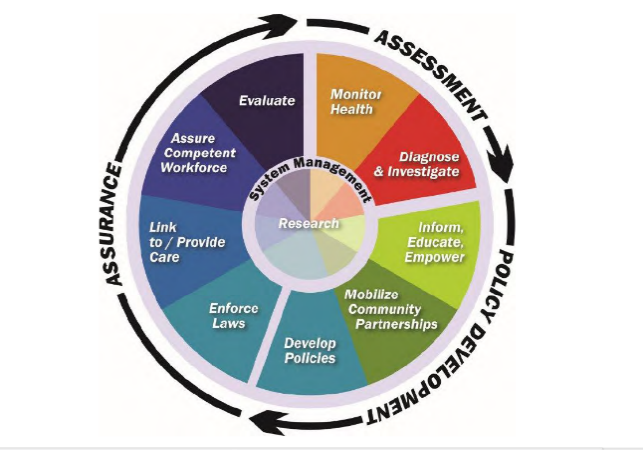 ASSESSMENT
Monitor
Health
Diagnose
& Investigate
Inform,
Educate,
Empower
POLICY DEVELOPMENT
Mobilize
Community
Partnerships
Develop
Policies
Enforce
Laws
ASSURANCE
Link
to / Provide
Care
Assure
Competent
Workforce
Evaluate
System Management
Research